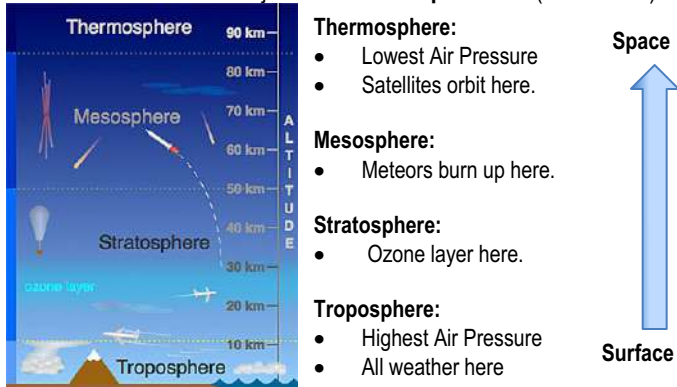 Thermosphere
90 km
80 km
70 km
Mesosphere
60 km
50 km
40 km
Stratosphere
30 km
ozone layer
20 km
10 km
Troposphere
ALTITUDE
Thermosphere:
• Lowest Air Pressure
• Satellites orbit here.
Mesosphere:
• Meteors burn up here.
Stratosphere:
• Ozone layer here.
Troposphere:
• Highest Air Pressure
• All weather here
Space
Surface